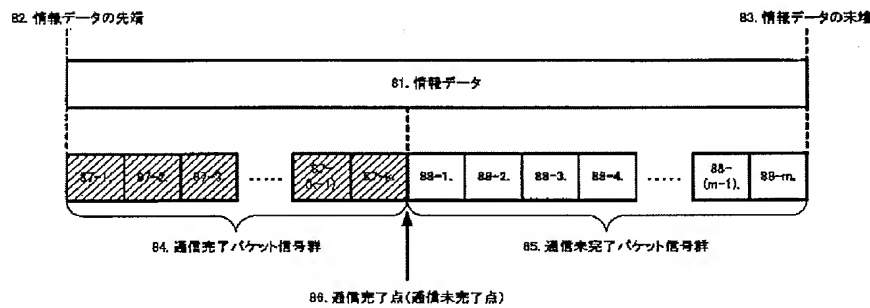 82. 情報データの先端
83. 情報データの末端
81. 情報データ
87-1. 87-2. 87-3. ..... 87-(k-1). 87-k. 88-1. 88-2. 88-3. 88-4. ..... 88-(m-1). 88-m.
84. 通信完了パケット信号群
85. 通信未完了パケット信号群
86. 通信完了点(通信未完了点)